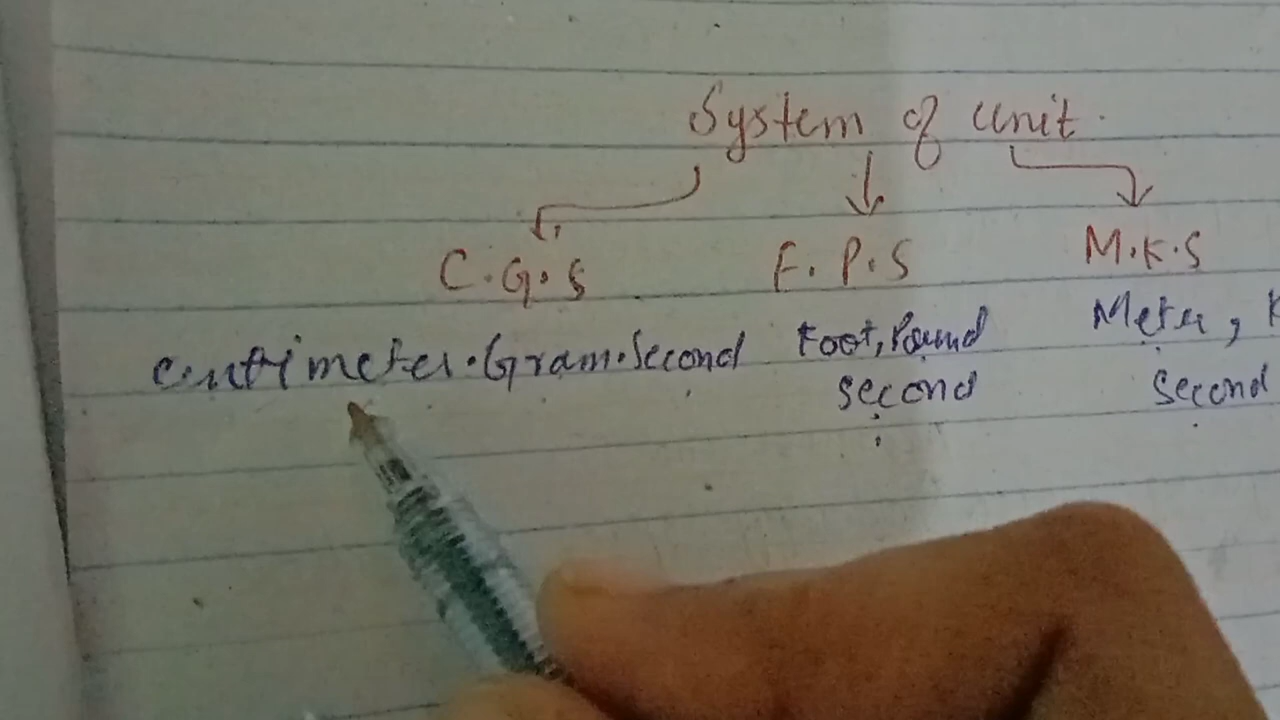 System of unit.
C.G.S F.P.S M.K.S
centimeter.Gram.Second Foot, Pound Meter,
second Second